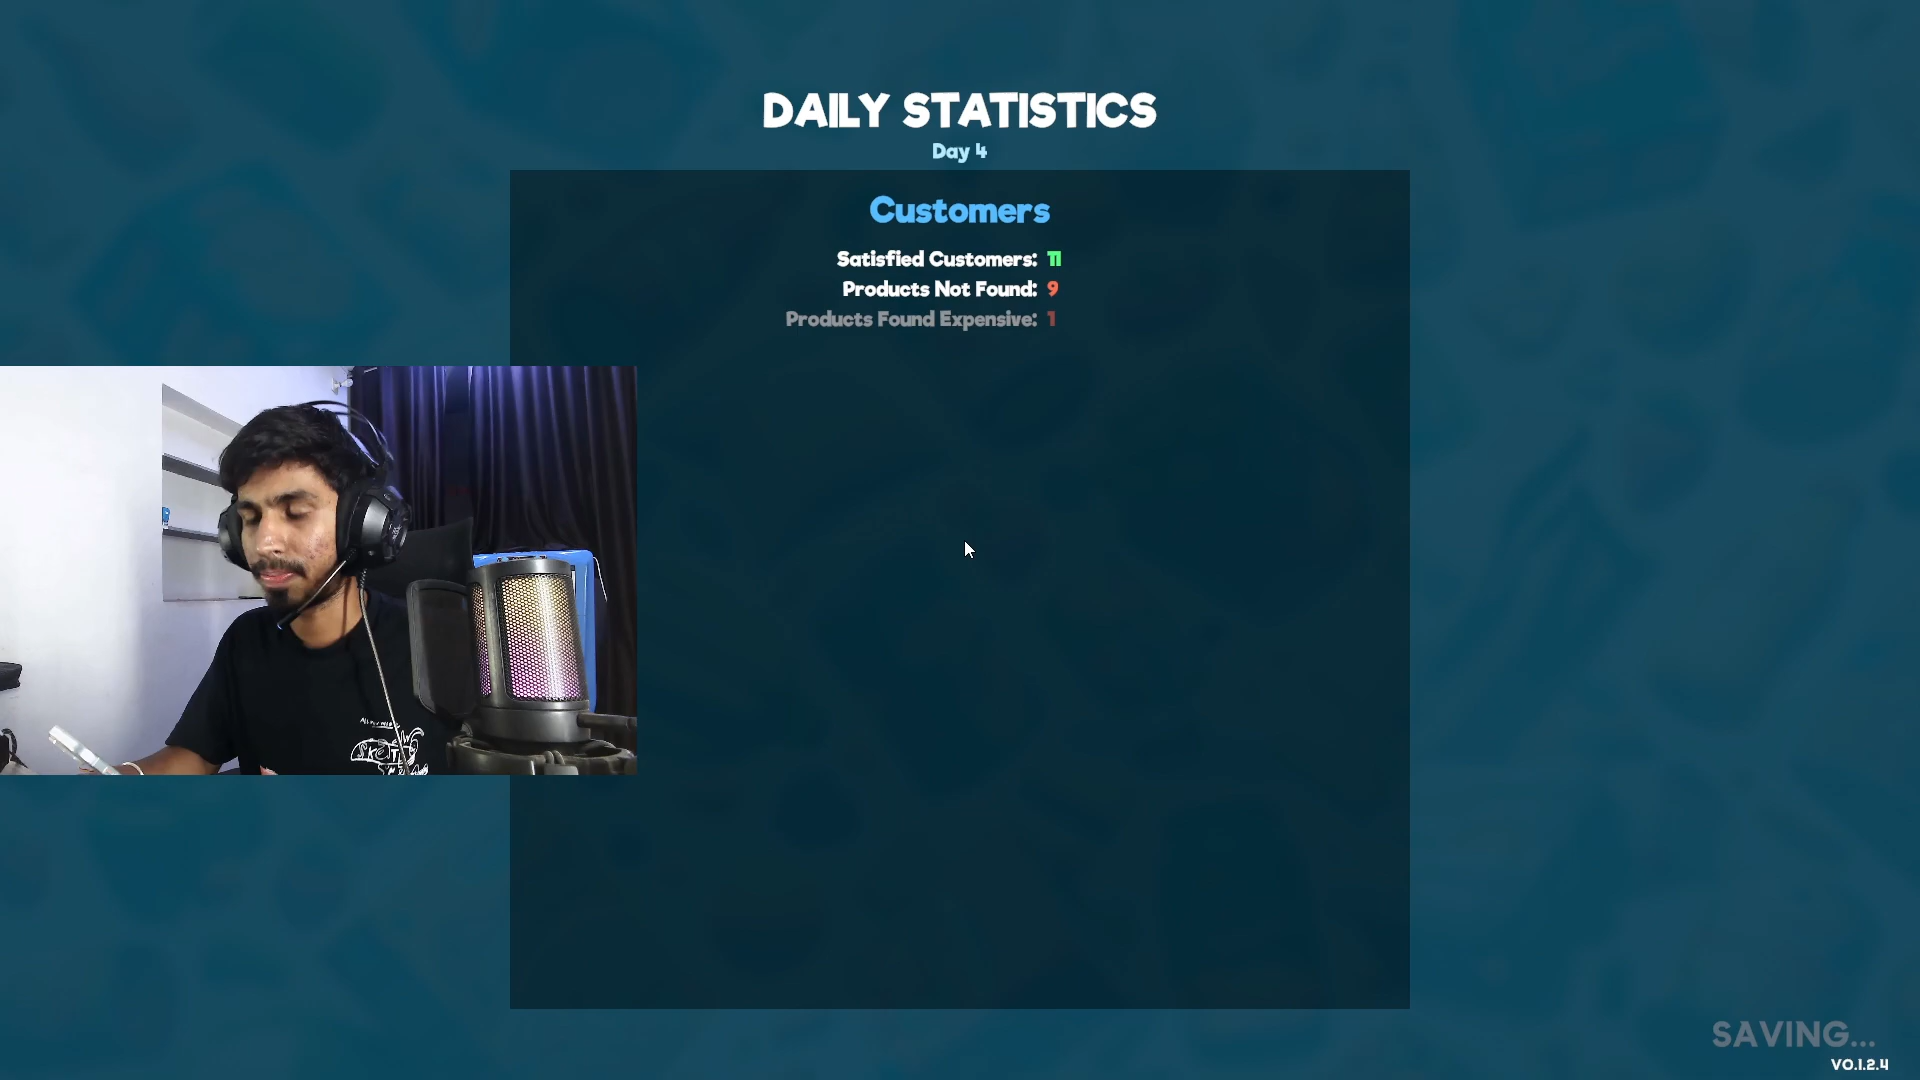 DAILY STATISTICS
Day 4
Customers
Satisfied Customers: 11
Products Not Found: 9
Products Found Expensive: 1
SAVING...
V0.1.2.4